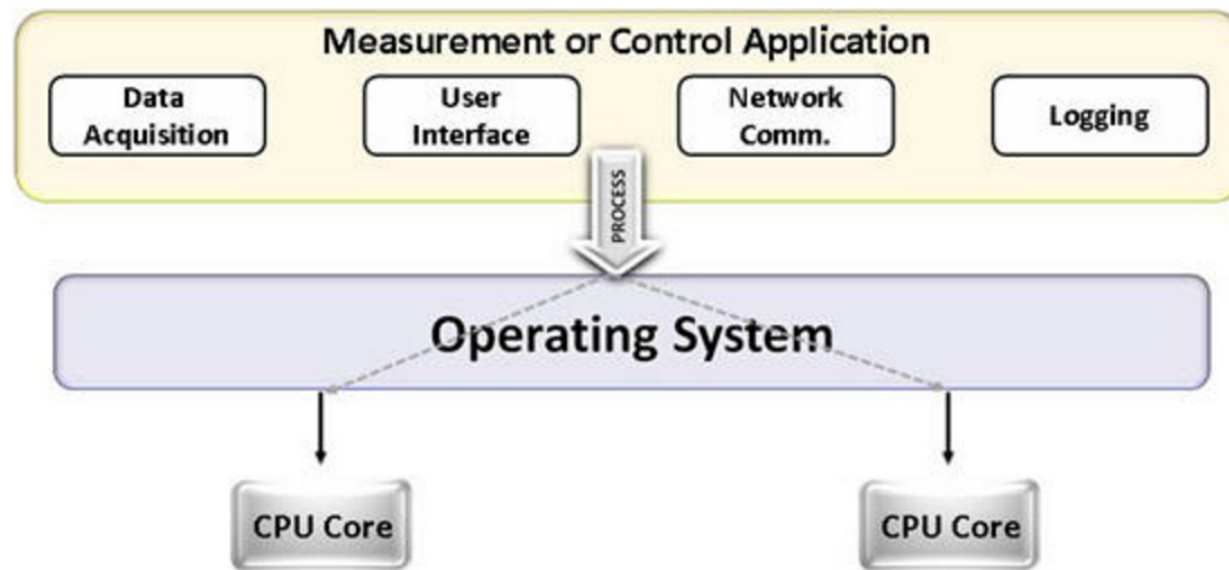 Measurement or Control Application
Data
Acquisition
User
Interface
Network
Comm.
Logging
PROCESS
Operating System
CPU Core
CPU Core